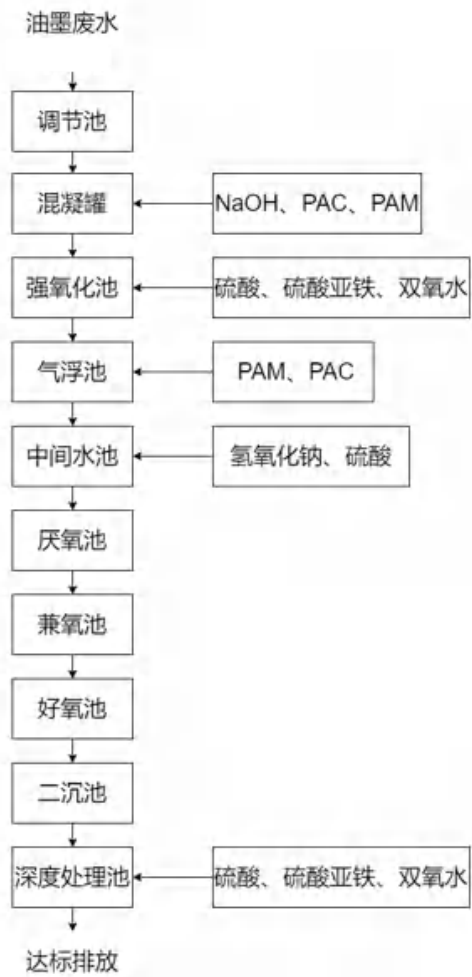 油墨废水
调节池
混凝罐
NaOH、PAC、PAM
强氧化池
硫酸、硫酸亚铁、双氧水
气浮池
PAM、PAC
中间水池
氢氧化钠、硫酸
厌氧池
兼氧池
好氧池
二沉池
深度处理池
硫酸、硫酸亚铁、双氧水
达标排放